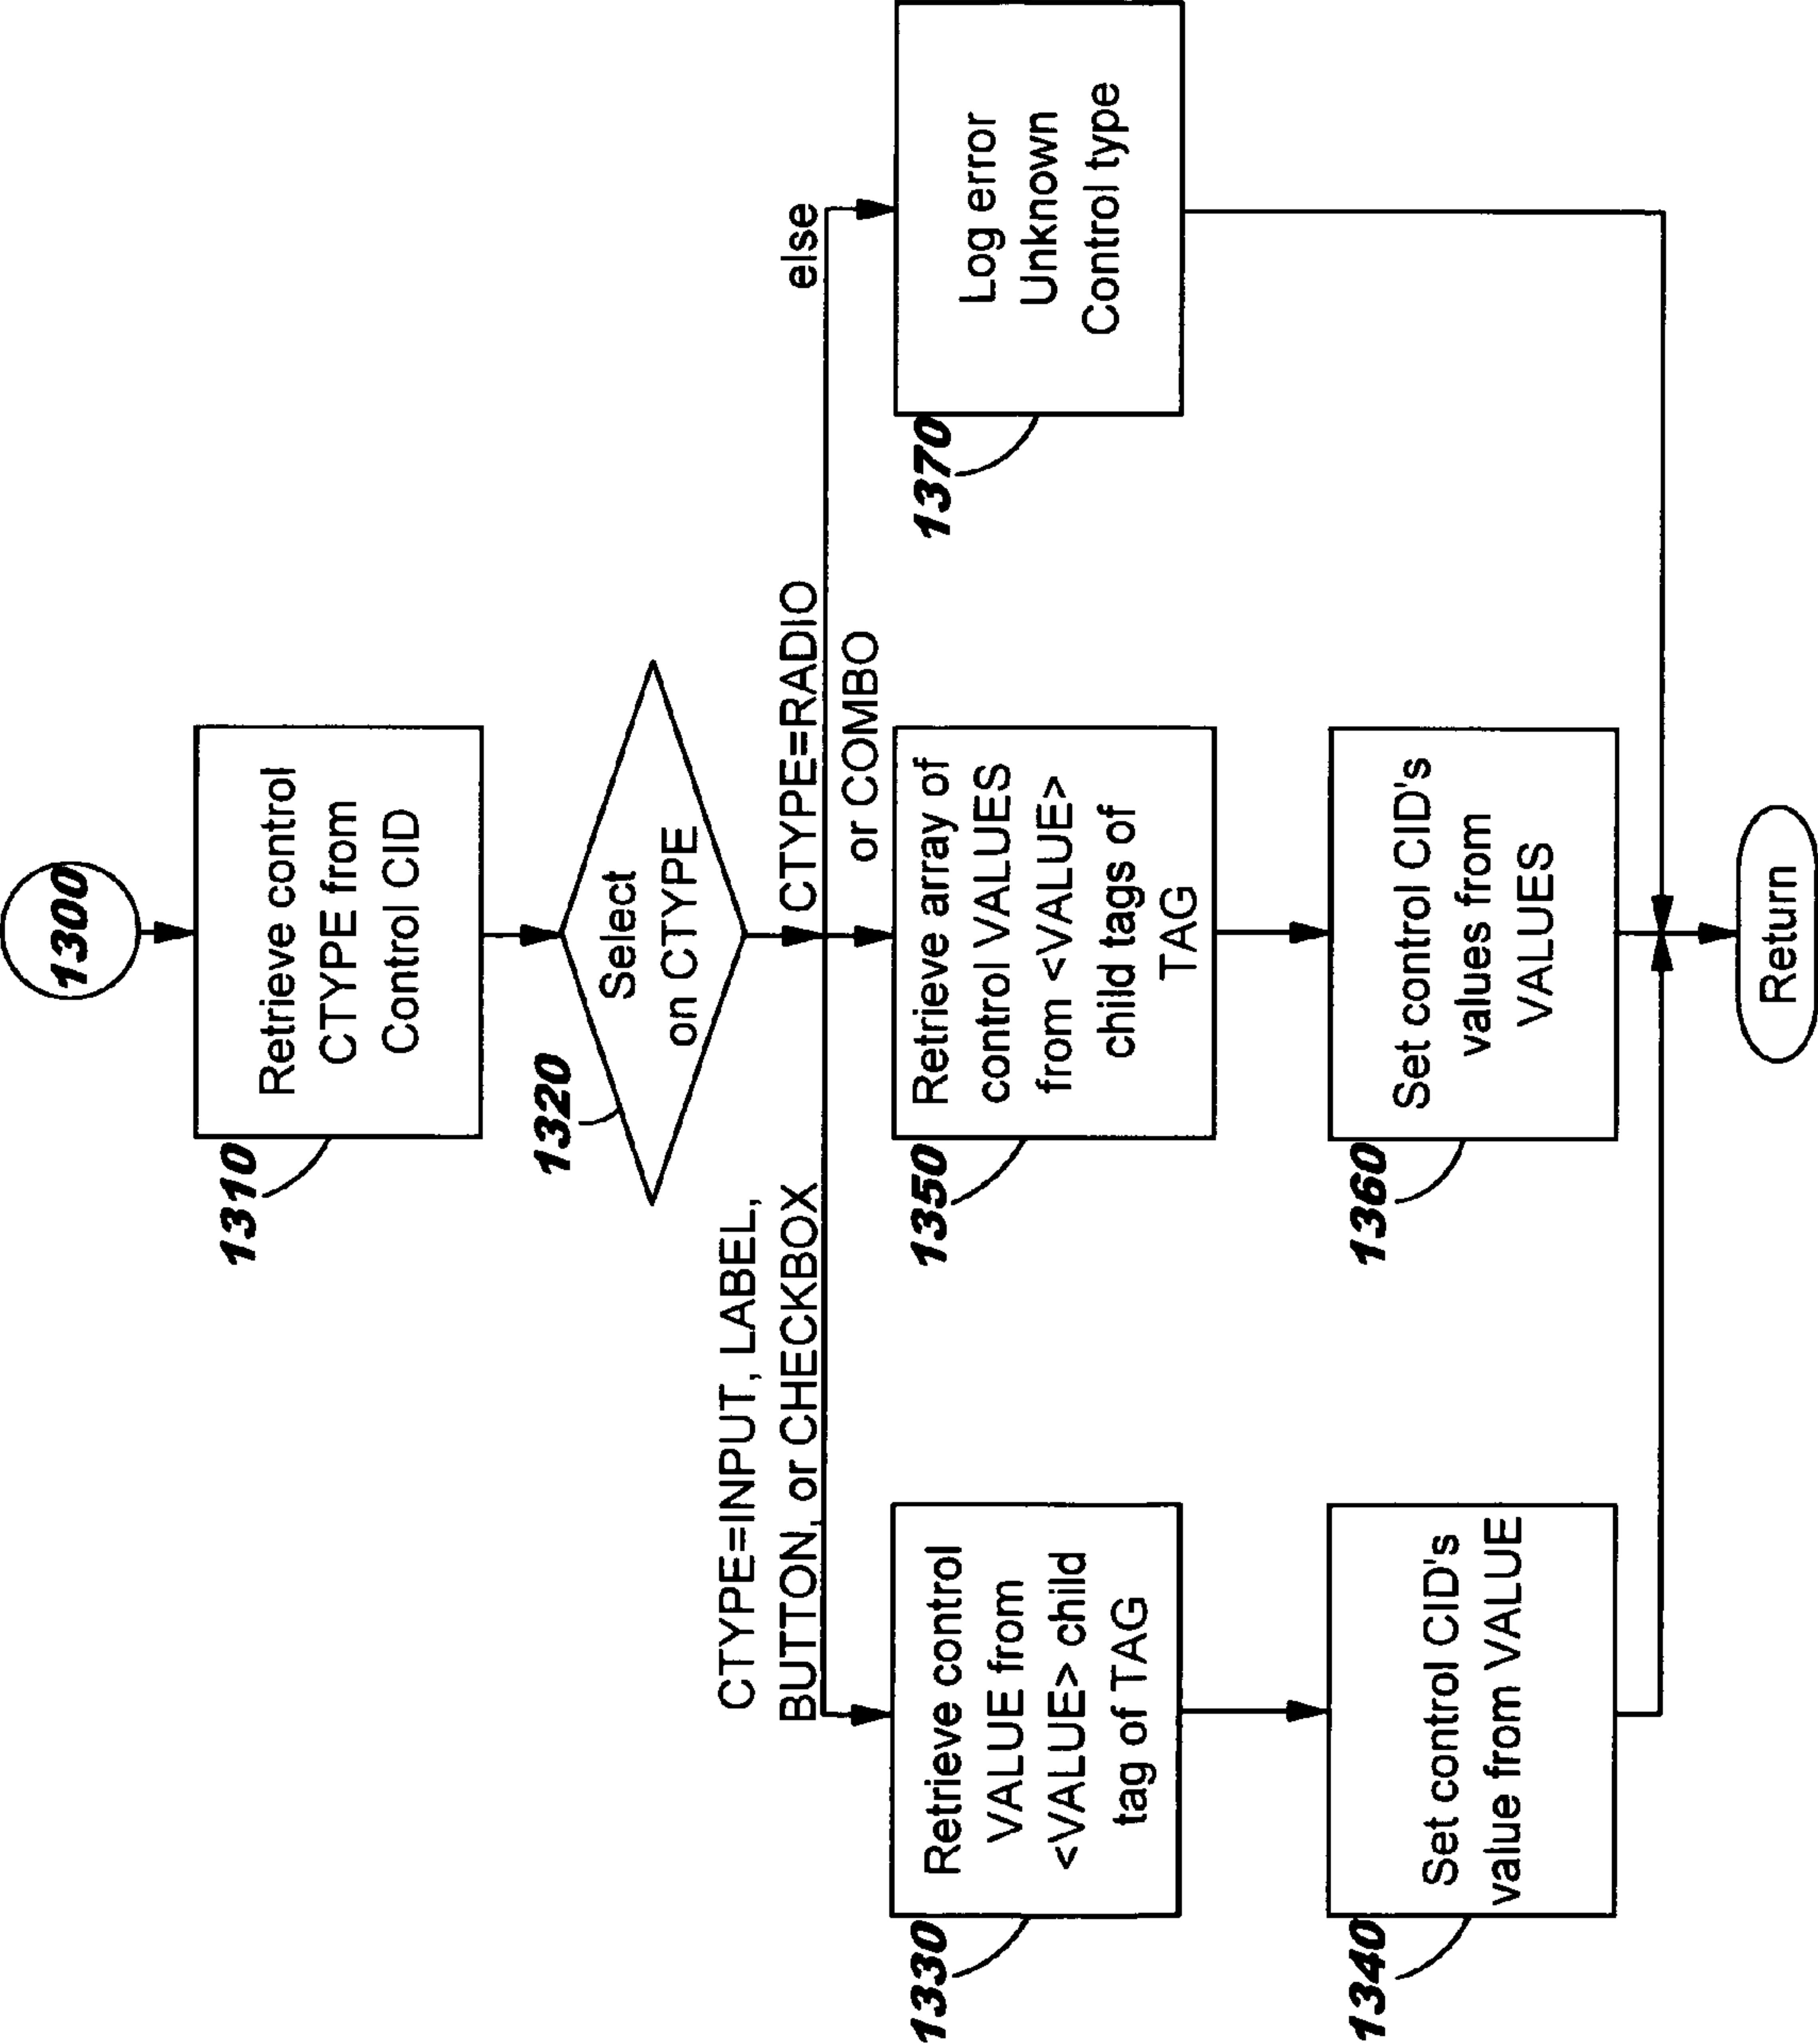 1300
1310
Retrieve control
CTYPE from
Control CID
1320
Select
on CTYPE
CTYPE=INPUT, LABEL,
BUTTON, or CHECKBOX
CTYPE=RADIO
or COMBO
else
1330
Retrieve control
VALUE from
<VALUE> child
tag of TAG
1350
Retrieve array of
control VALUES
from <VALUE>
child tags of
TAG
1370
Log error
Unknown
Control type
1340
Set control CID's
value from VALUE
1360
Set control CID's
values from
VALUES
Return